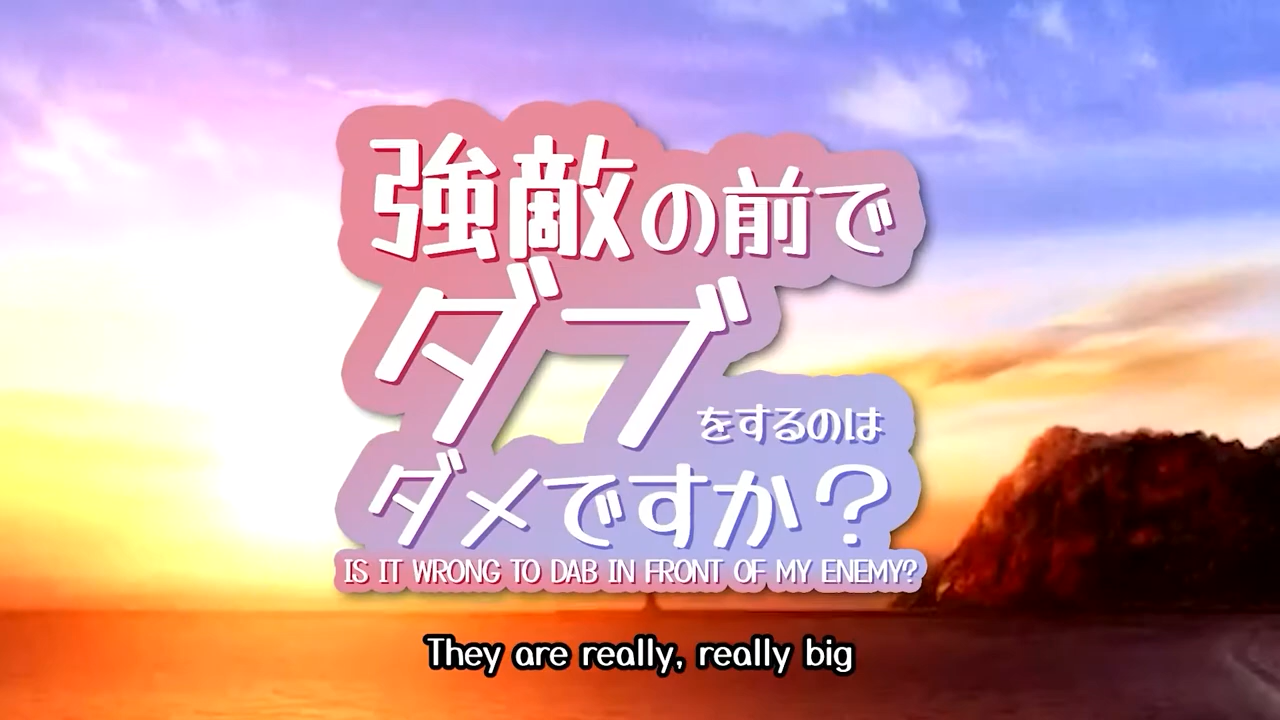 強敵の前で
ダブ
をするのは
ダメですか？
IS IT WRONG TO DAB IN FRONT OF MY ENEMY?
They are really, really big